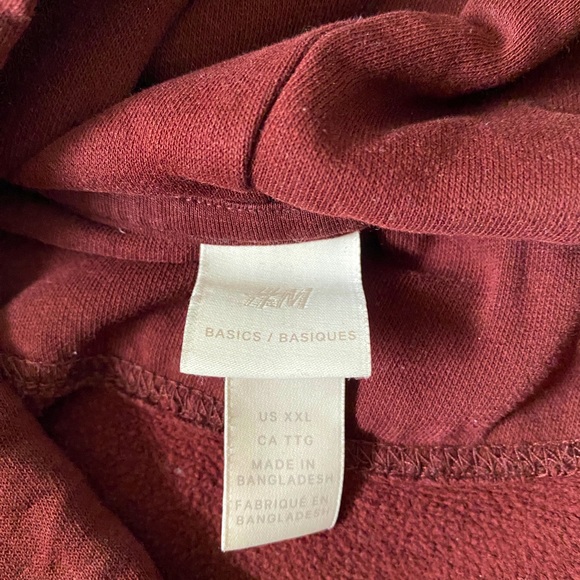 H&M
BASICS / BASIQUES
US XXL
CA TTG
MADE IN
BANGLADESH
FABRIQUÉ EN
BANGLADESH